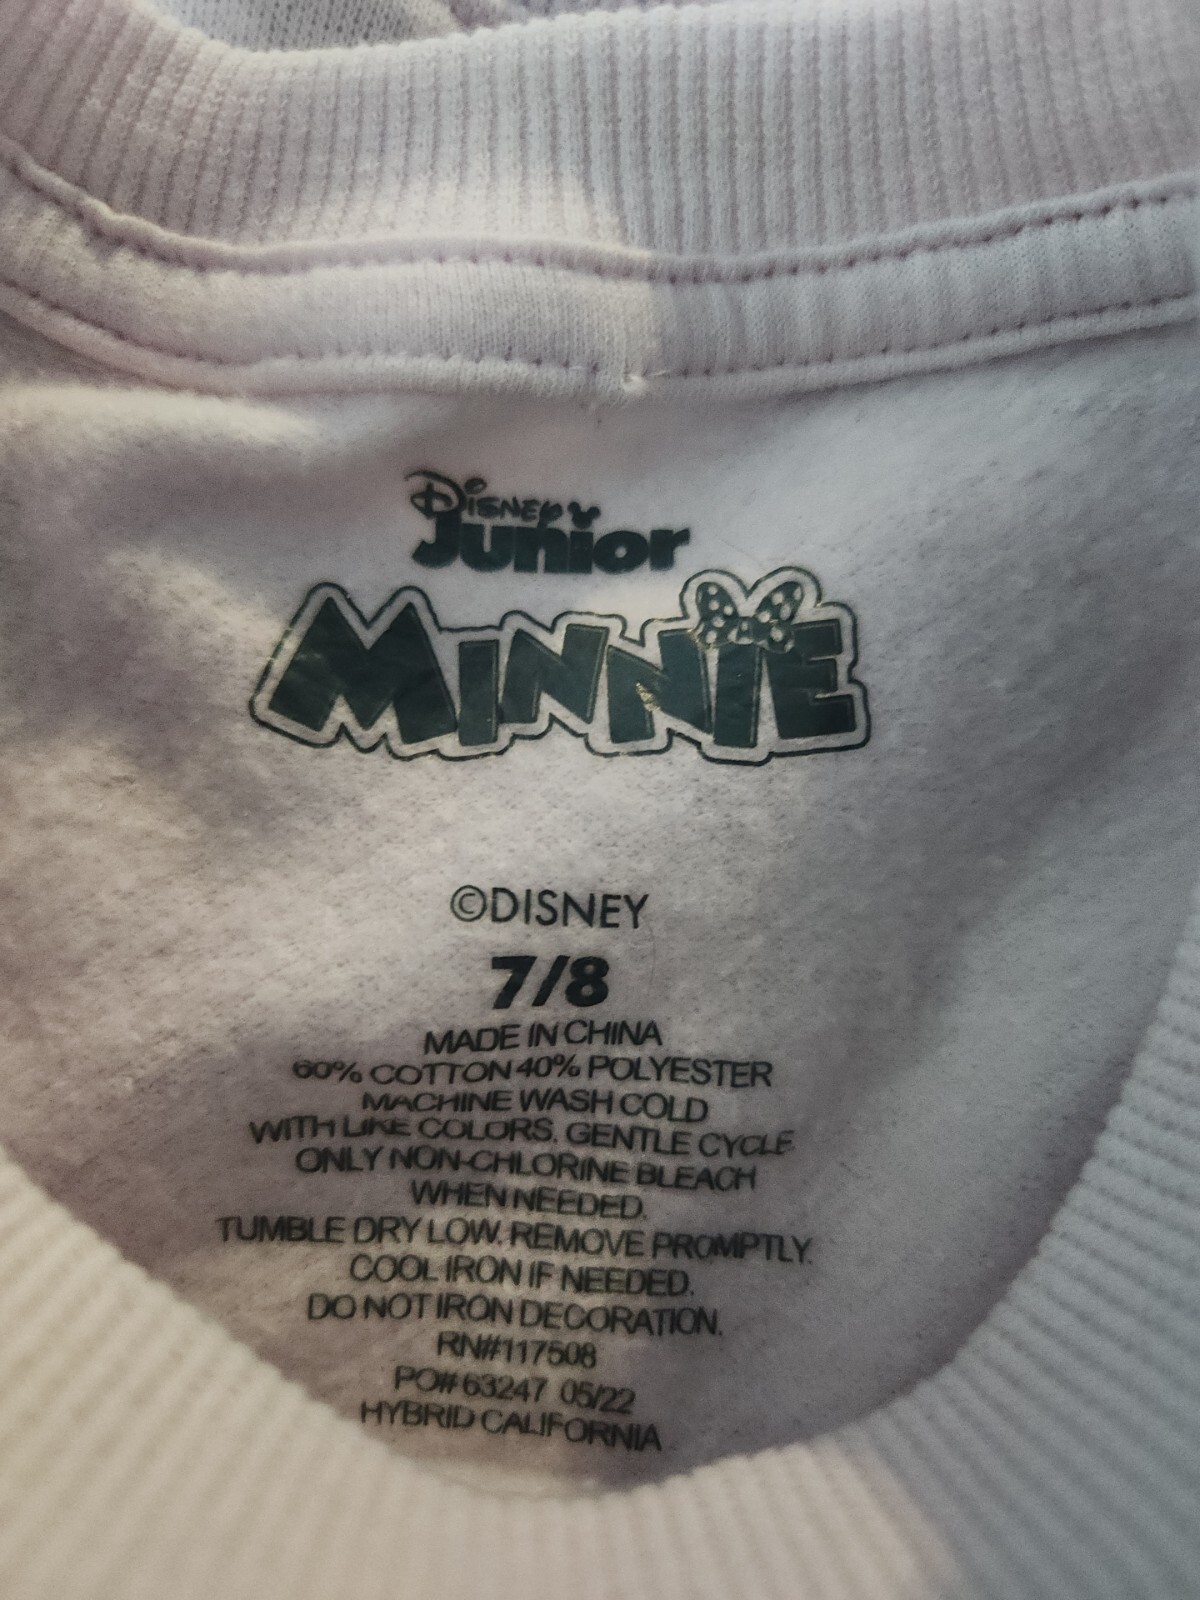 Disney
Junior
MINNIE
©DISNEY
7/8
MADE IN CHINA
60% COTTON 40% POLYESTER
MACHINE WASH COLD
WITH LIKE COLORS. GENTLE CYCLE
ONLY NON-CHLORINE BLEACH
WHEN NEEDED.
TUMBLE DRY LOW. REMOVE PROMPTLY.
COOL IRON IF NEEDED.
DO NOT IRON DECORATION.
RN#117508
PO# 63247 05/22
HYBRID CALIFORNIA